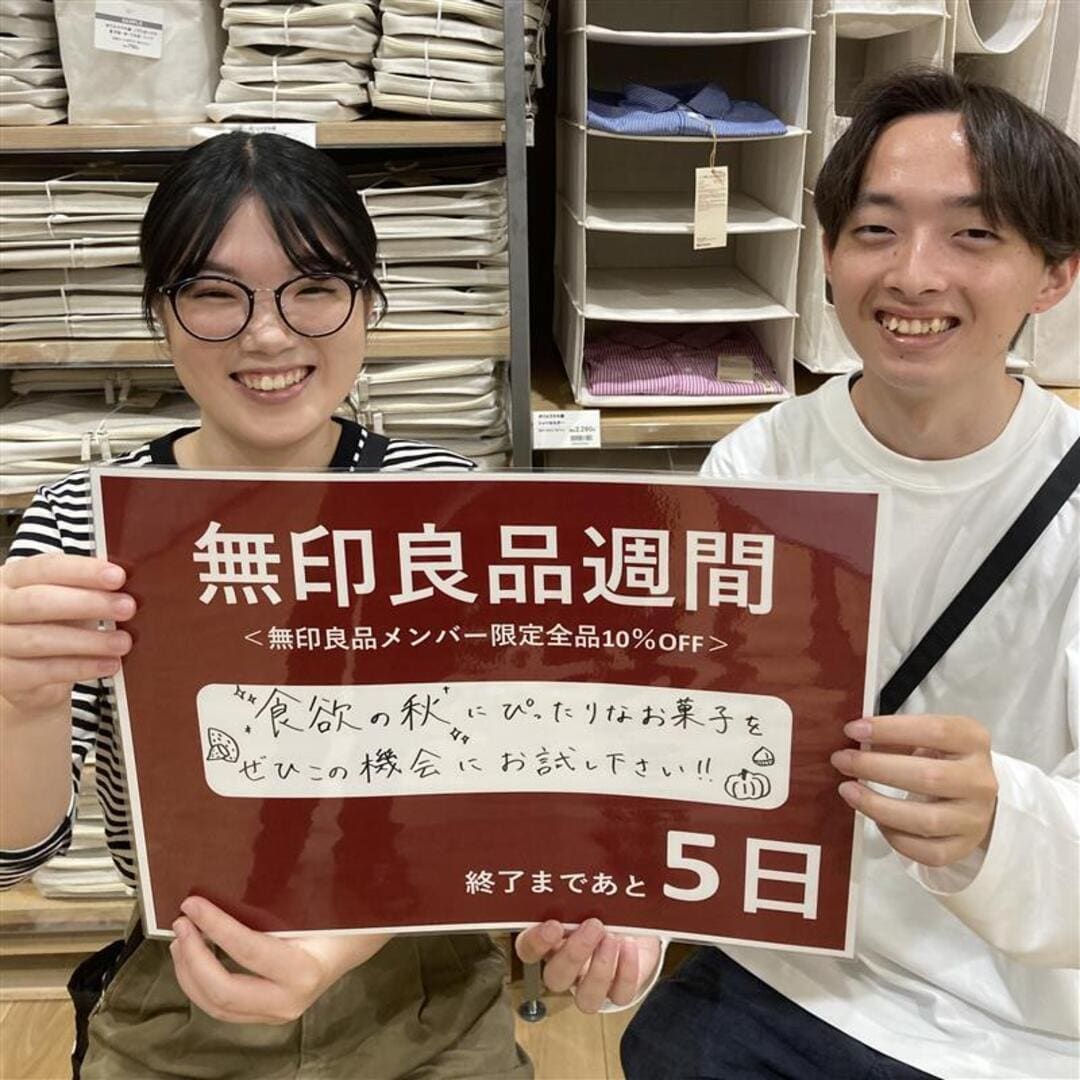 SAMPLE
無印良品週間
<無印良品メンバー限定全品10%OFF>
食欲の秋にぴったりなお菓子を
ぜひこの機会にお試し下さい!!
終了まであと5日